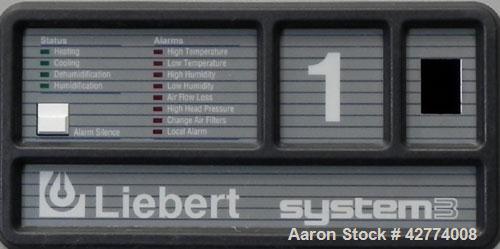 Status
Heating
Cooling
Dehumidification
Humidification
Alarm Silence
Alarms
High Temperature
Low Temperature
High Humidity
Low Humidity
Air Flow Loss
High Head Pressure
Change Air Filters
Local Alarm
1
Liebert
system3
Aaron Stock # 42774008